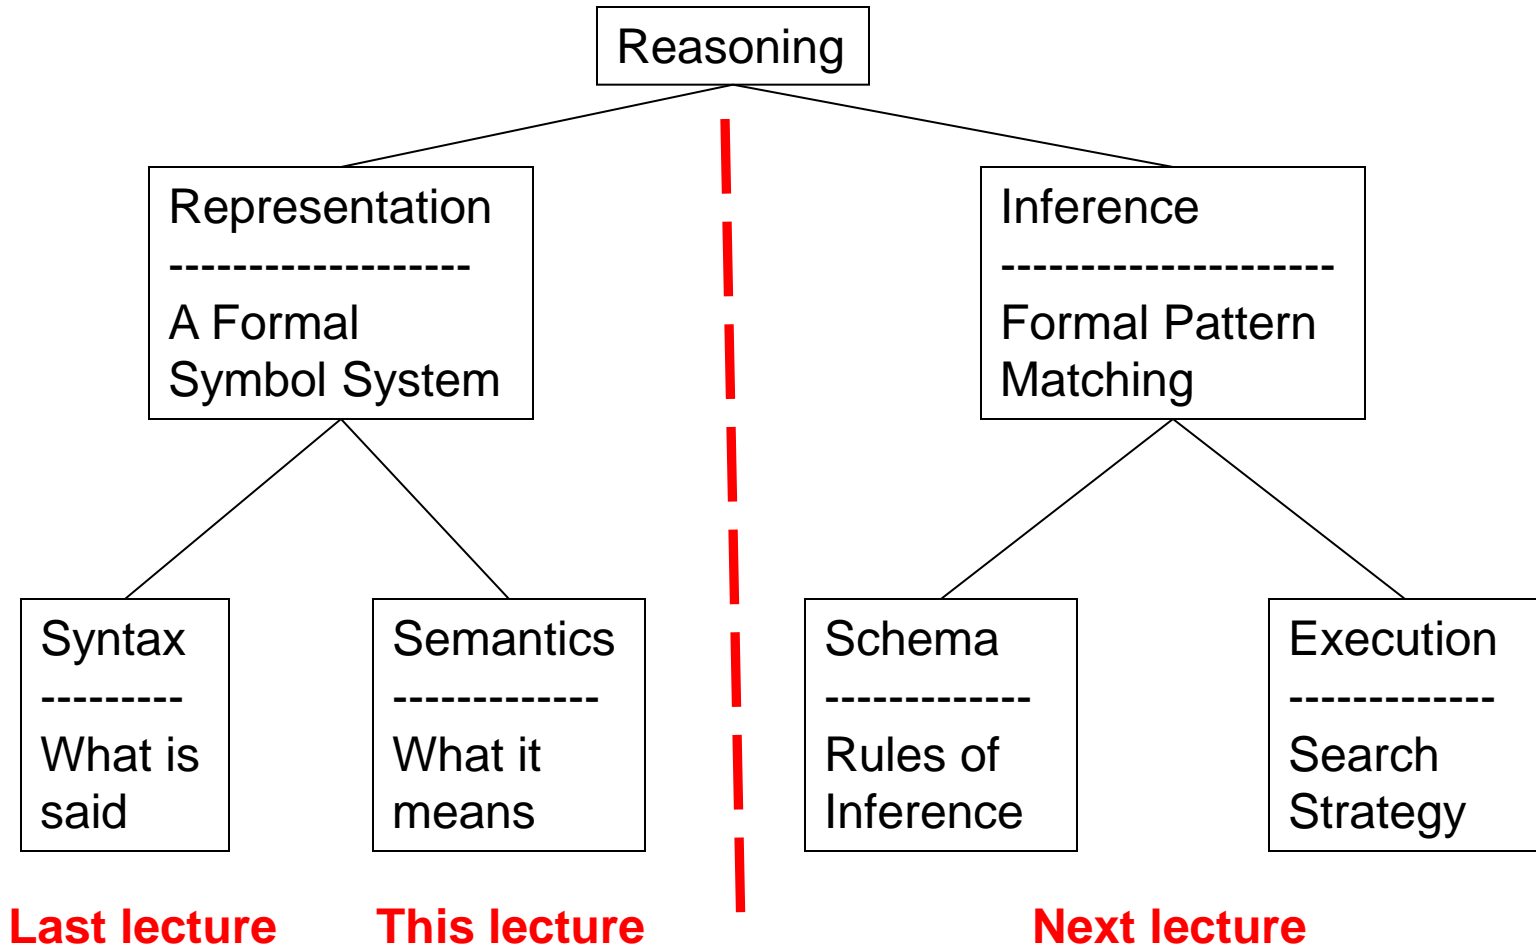 Reasoning
Representation
-------------------
A Formal
Symbol System
Inference
---------------------
Formal Pattern
Matching
Syntax
---------
What is
said
Semantics
-------------
What it
means
Schema
-------------
Rules of
Inference
Execution
-------------
Search
Strategy
Last lecture
This lecture
Next lecture